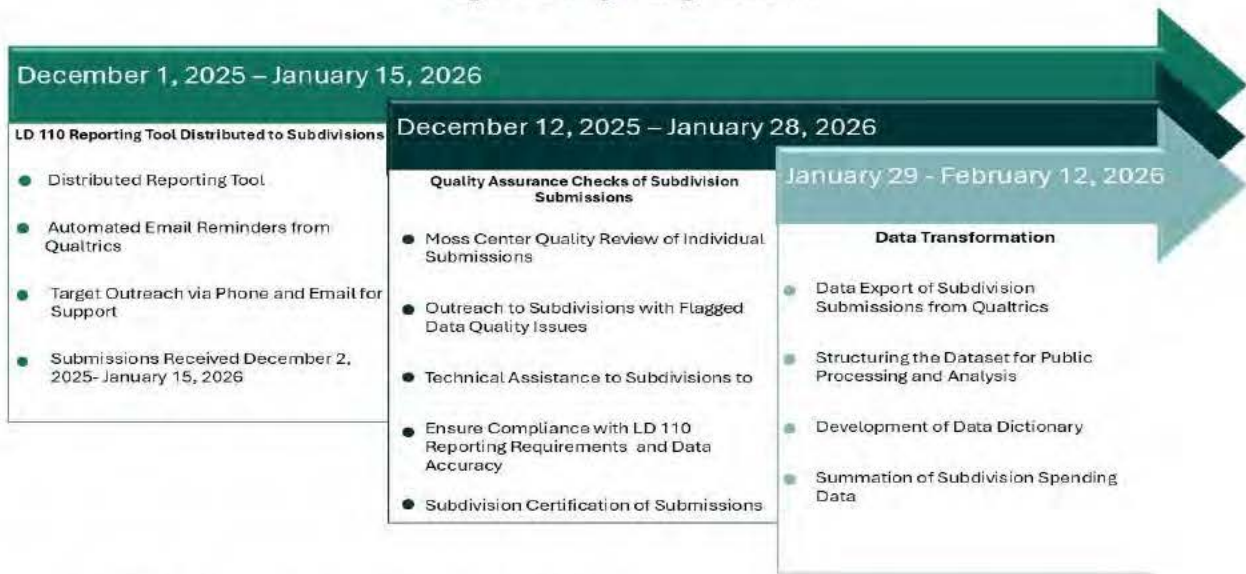 December 1, 2025 – January 15, 2026
LD 110 Reporting Tool Distributed to Subdivisions
Distributed Reporting Tool
Automated Email Reminders from
Qualtrics
Target Outreach via Phone and Email for
Support
Submissions Received December 2,
2025- January 15, 2026
December 12, 2025 – January 28, 2026
Quality Assurance Checks of Subdivision
Submissions
Moss Center Quality Review of Individual
Submissions
Outreach to Subdivisions with Flagged
Data Quality Issues
Technical Assistance to Subdivisions to
Ensure Compliance with LD 110
Reporting Requirements and Data
Accuracy
Subdivision Certification of Submissions
January 29 - February 12, 2026
Data Transformation
Data Export of Subdivision
Submissions from Qualtrics
Structuring the Dataset for Public
Processing and Analysis
Development of Data Dictionary
Summation of Subdivision Spending
Data